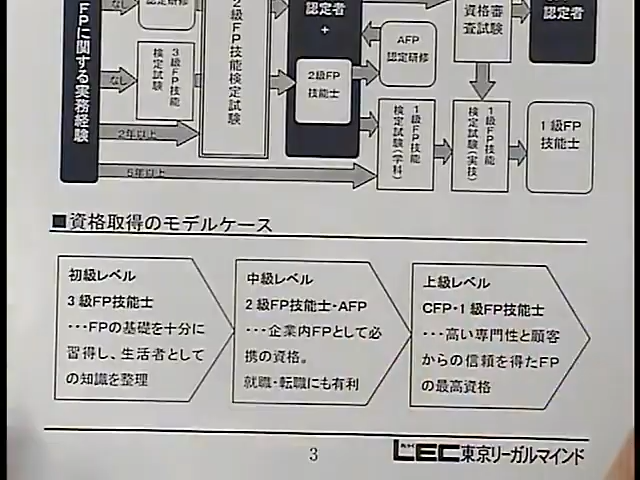 なし
認定研修
認定者
+
資格審
査試験
認定者
FPに関する実務経験
2級FP技能検定試験
AFP
認定研修
なし
3級FP技能
検定試験
2級FP
技能士
1級FP技能
検定試験(学科)
1級FP技能
検定試験(実技)
1級FP
技能士
2年以上
5年以上
■資格取得のモデルケース
初級レベル
3級FP技能士
･･･FPの基礎を十分に
習得し、生活者として
の知識を整理
中級レベル
2級FP技能士・AFP
･･･企業内FPとして必
携の資格。
就職・転職にも有利
上級レベル
CFP・1級FP技能士
･･･高い専門性と顧客
からの信頼を得たFP
の最高資格
3
LEC東京リーガルマインド